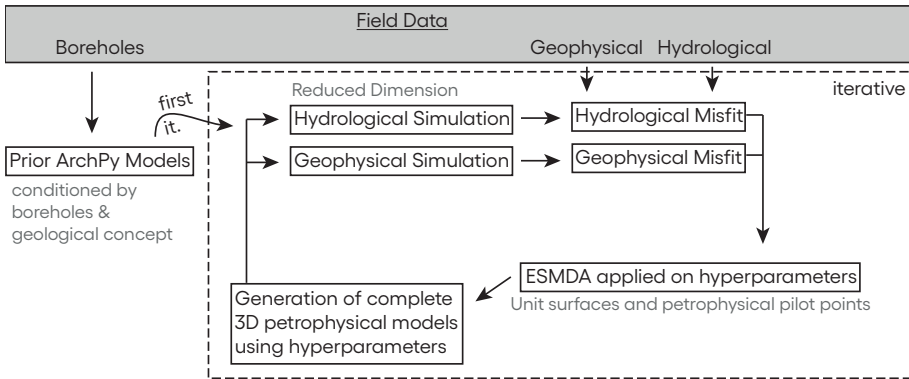 Field Data
Boreholes
Geophysical
Hydrological
iterative
first
it.
Reduced Dimension
Hydrological Simulation
Hydrological Misfit
Prior ArchPy Models
Geophysical Simulation
Geophysical Misfit
conditioned by
boreholes &
geological concept
ESMDA applied on hyperparameters
Unit surfaces and petrophysical pilot points
Generation of complete
3D petrophysical models
using hyperparameters